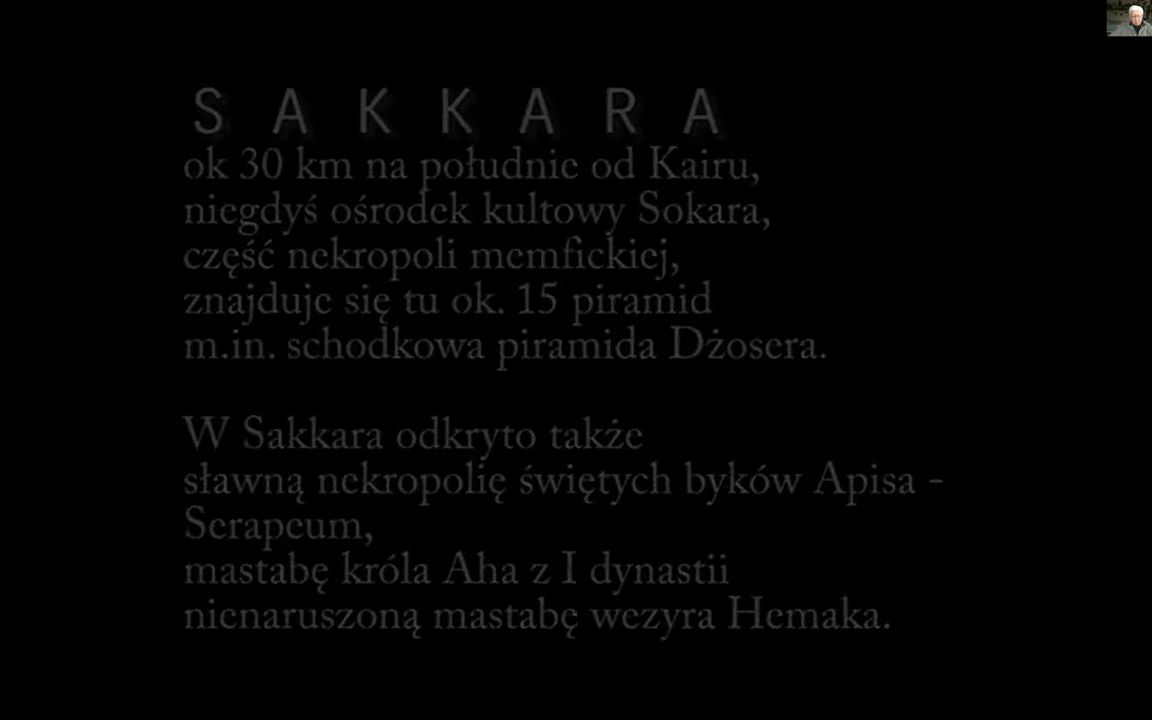 S A K K A R A
ok 30 km na południe od Kairu,
niegdyś ośrodek kultowy Sokara,
część nekropoli memfickiej,
znajduje się tu ok. 15 piramid
m.in. schodkowa piramida Dżosera.
W Sakkara odkryto także
sławną nekropolię świętych byków Apisa -
Serapeum,
mastabę króla Aha z I dynastii
nienaruszoną mastabę wezyra Hemaka.